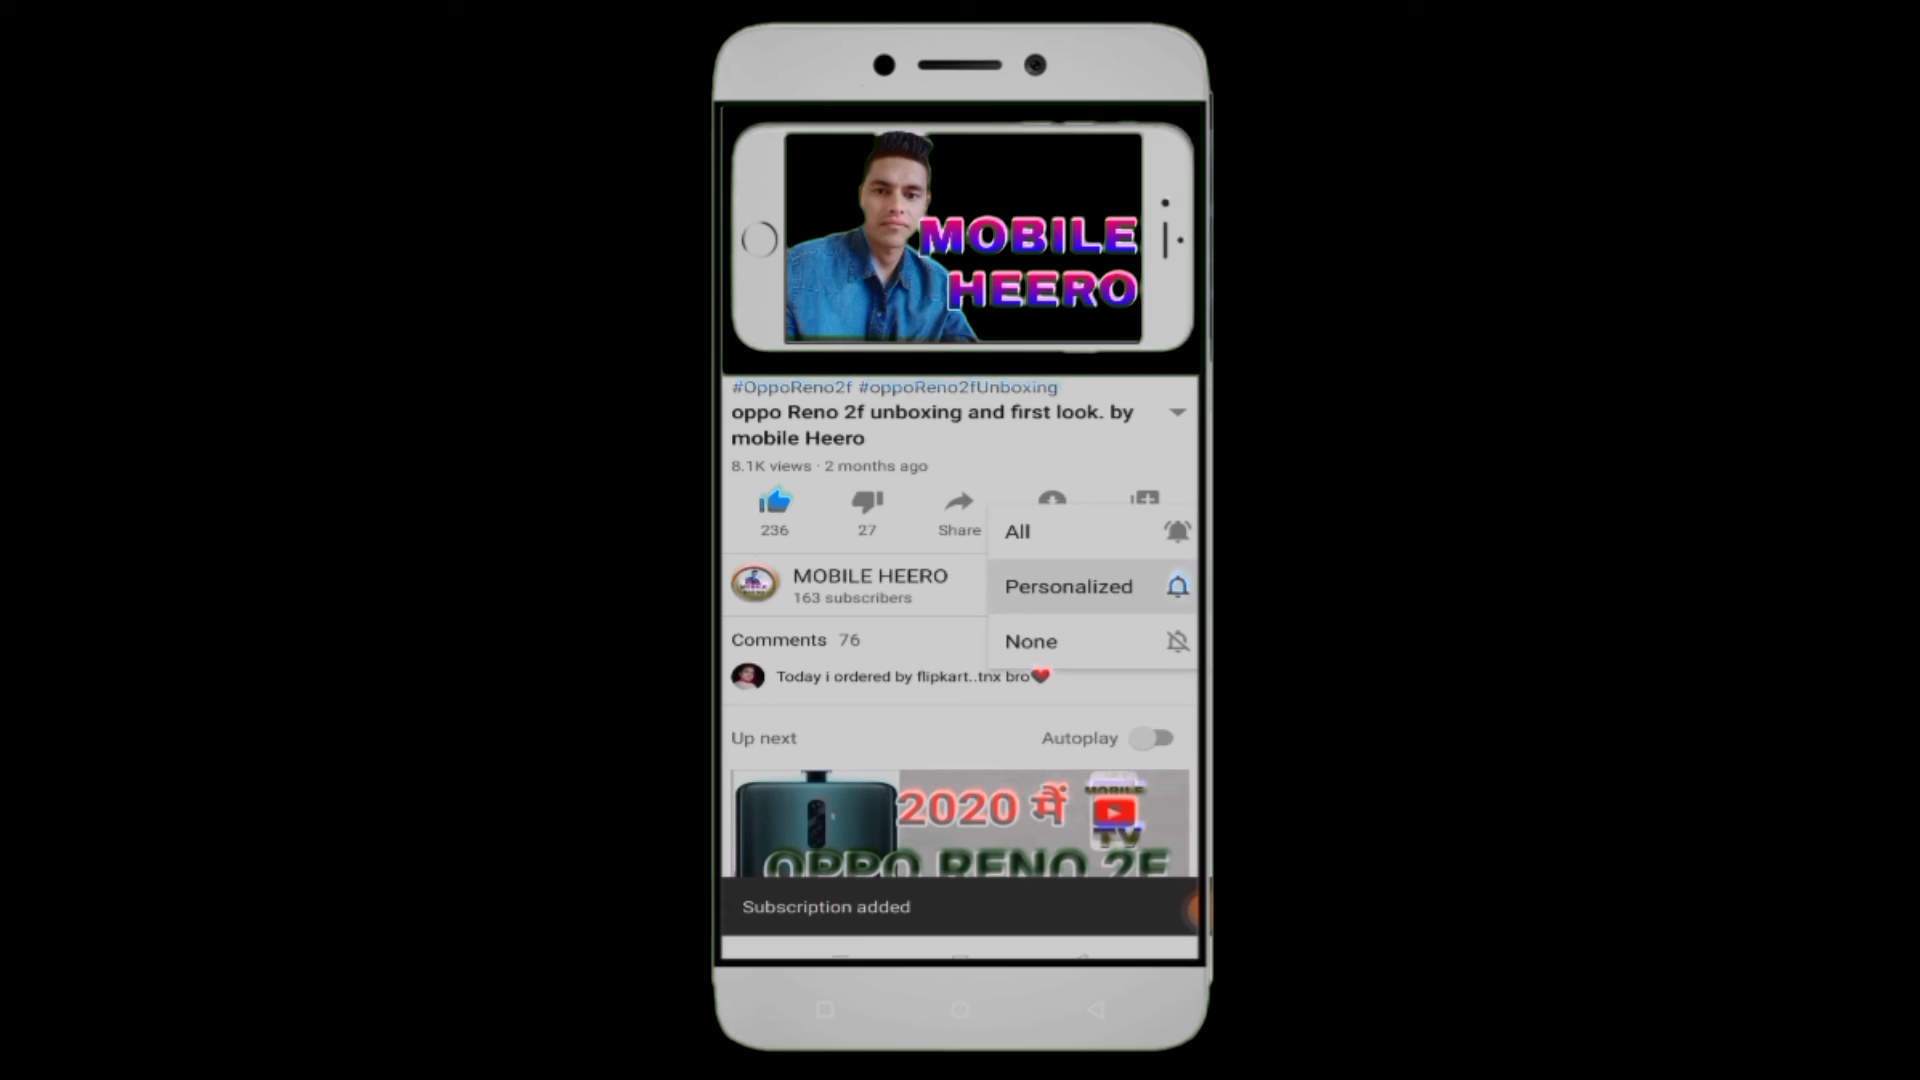 MOBILE
HEERO
#OppoReno2f #oppoReno2fUnboxing
oppo Reno 2f unboxing and first look. by
mobile Heero
8.1K views · 2 months ago
236
27
Share
All
Personalized
None
MOBILE HEERO
163 subscribers
Comments 76
Today i ordered by flipkart..tnx bro❤
Up next
Autoplay
2020 में
MOBILE
TV
OPPO RENO 2F
Subscription added